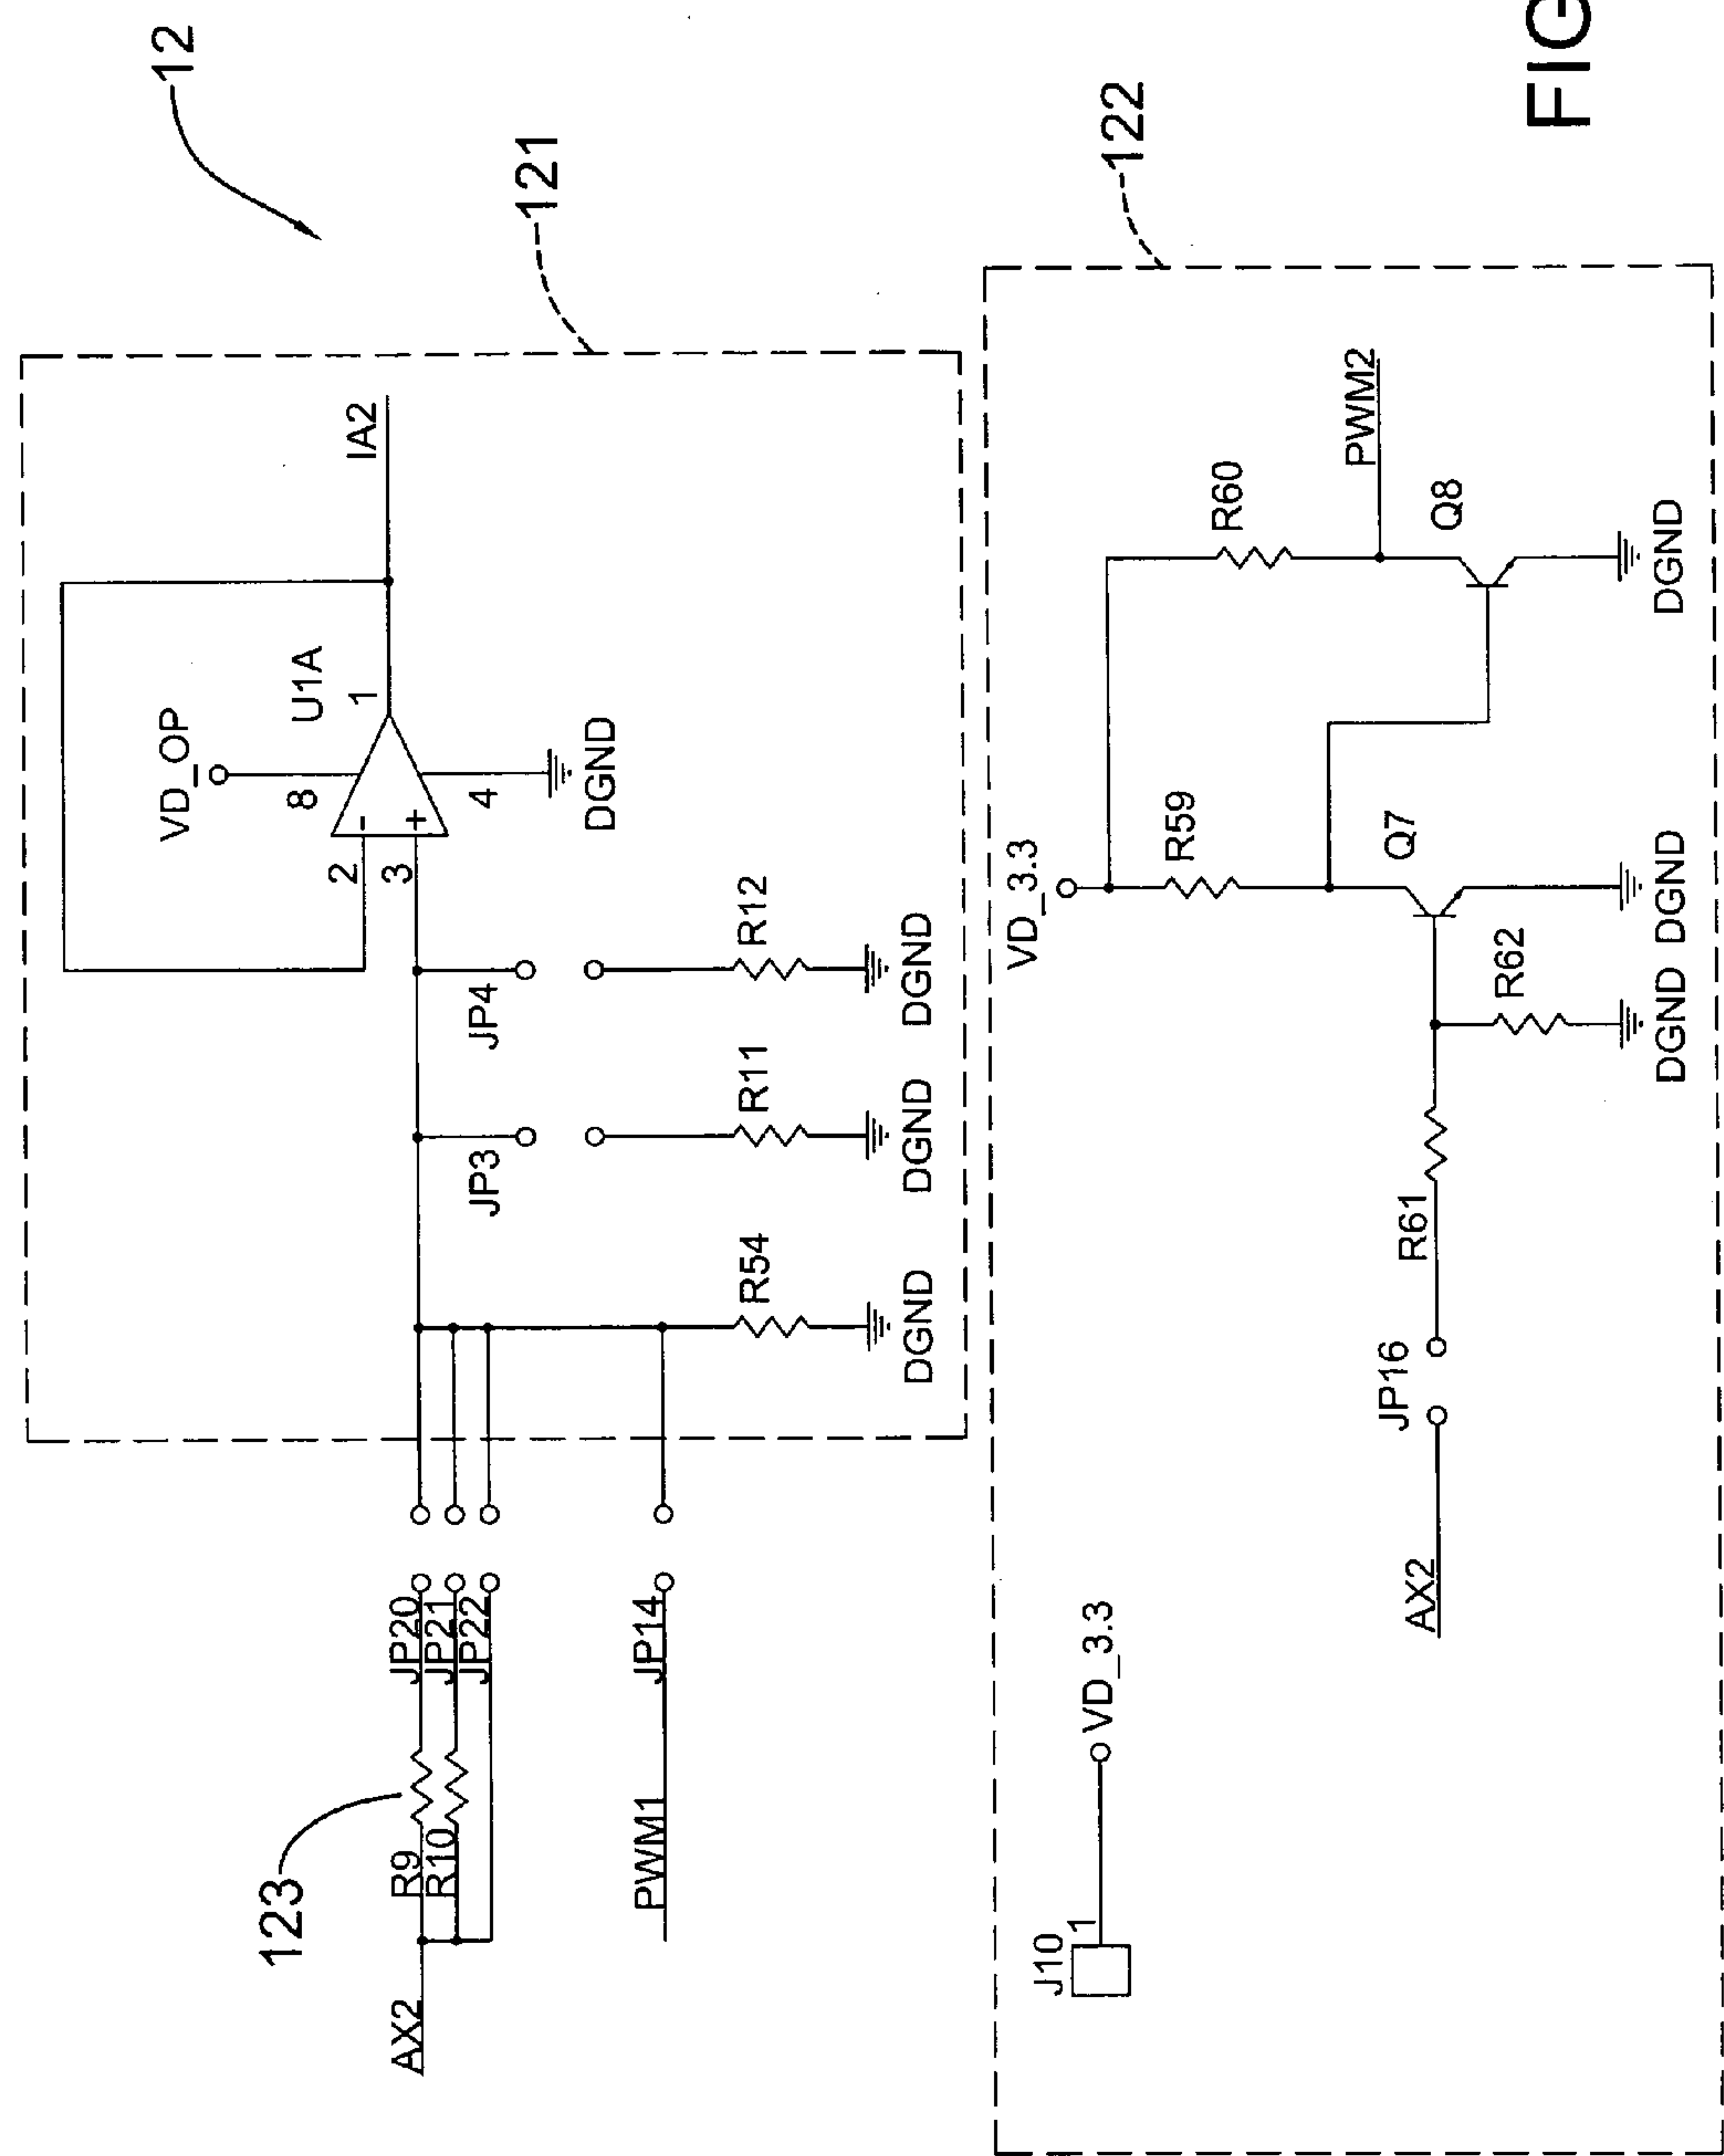 12
121
VD_OP
U1A
8
2
3
1
4
-
+
IA2
DGND
JP3
JP4
R54
R11
R12
DGND
DGND
DGND
123
AX2
R9
R10
JP20
JP21
JP22
PWM1
JP14
122
J10
1
VD_3.3
VD_3.3
R59
R60
PWM2
Q7
Q8
AX2
JP16
R61
R62
DGND
DGND
DGND
FIG